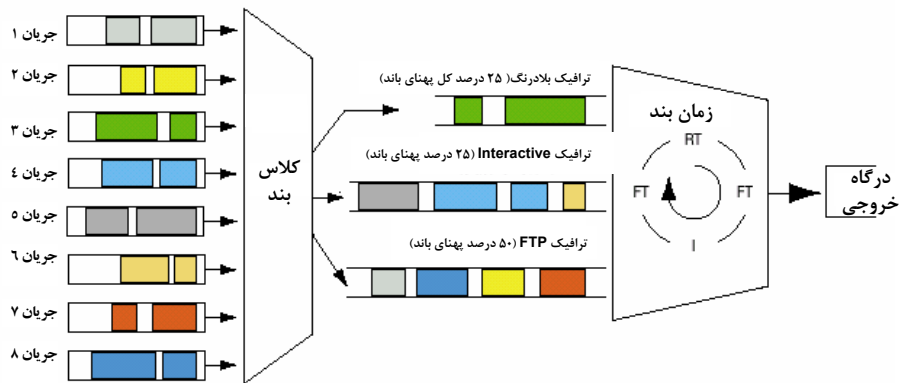 جریان ۱
جریان ۲
جریان ۳
جریان ٤
جریان ٥
جریان ٦
جریان ۷
جریان ۸
کلاس
بند
ترافیک بلادرنگ( ۲۵ درصد کل پهنای باند)
ترافیک Interactive (۲۵ درصد پهنای باند)
ترافیک FTP (۵۰ درصد پهنای باند)
زمان بند
RT
FT
FT
I
درگاه
خروجی